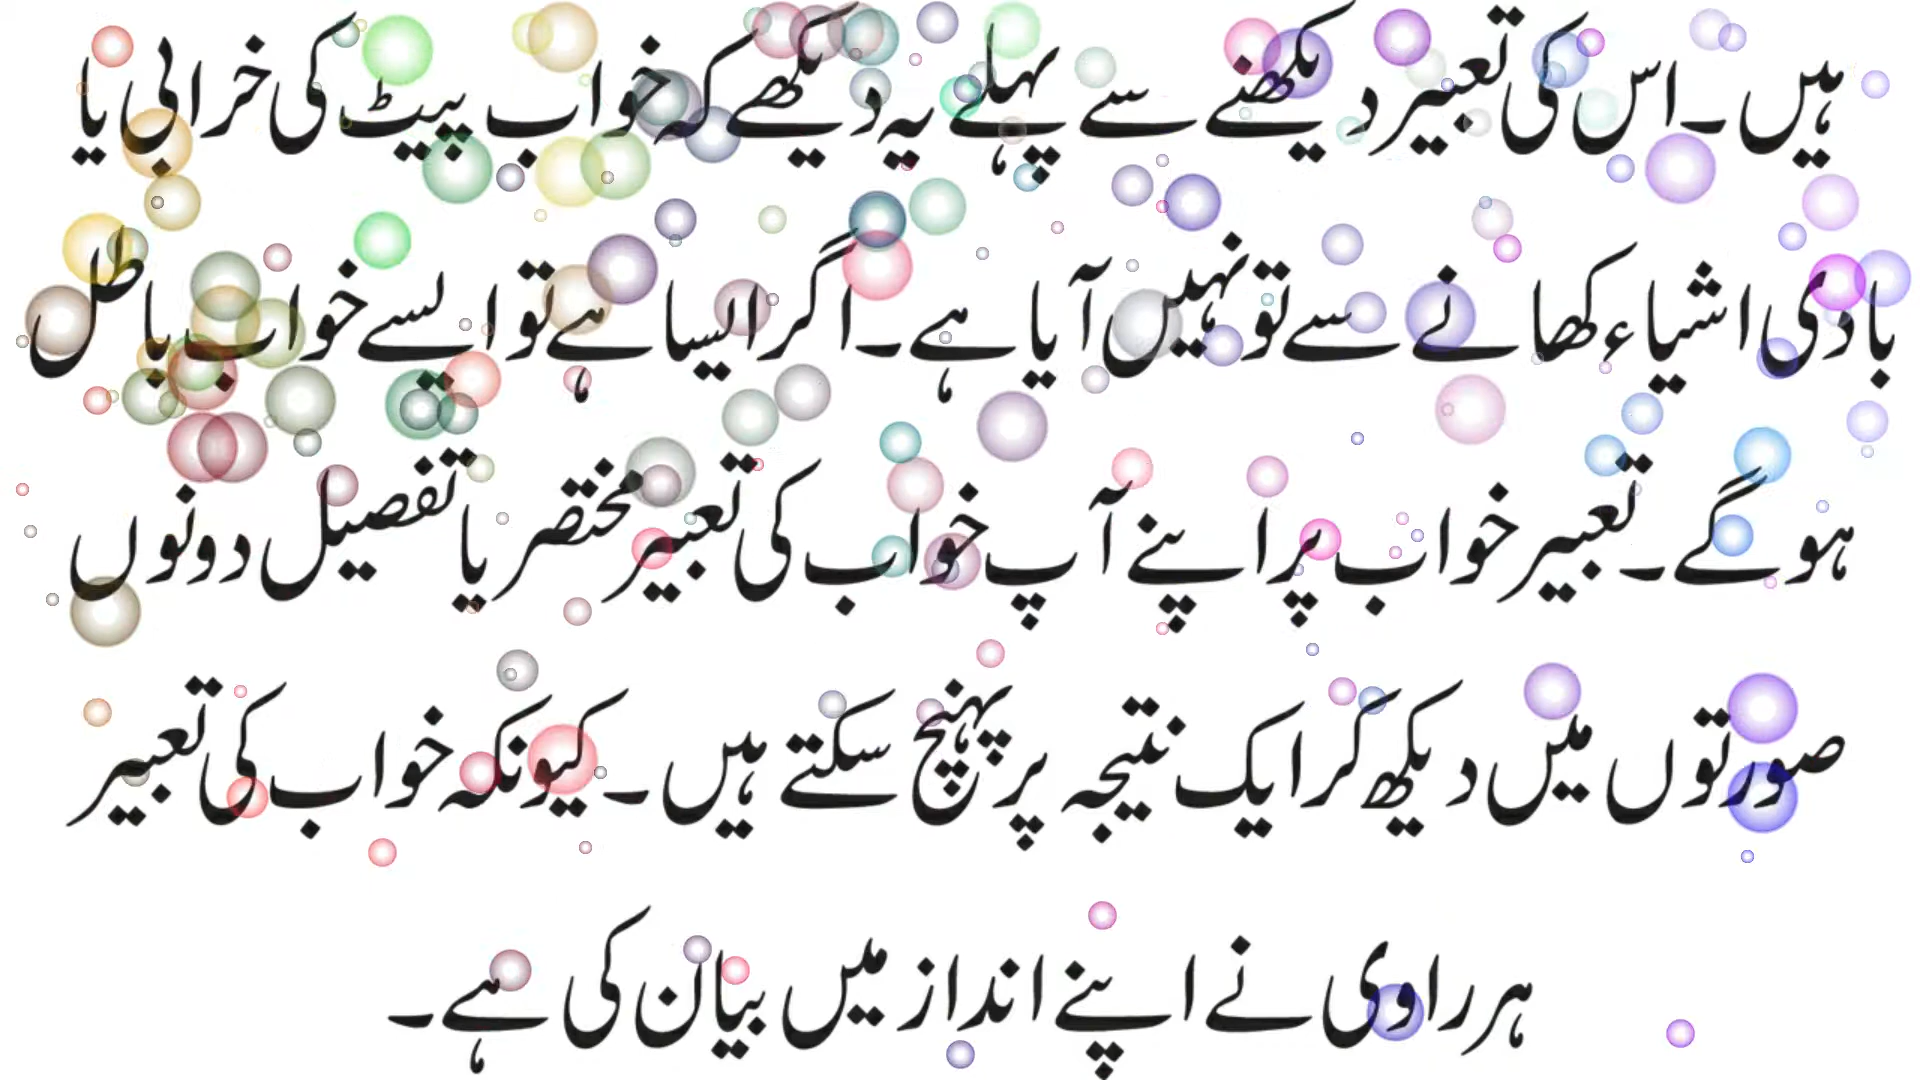 ہیں۔اس کی تعبیر دیکھنے سے پہلے یہ دیکھے کہ خواب پیٹ کی خرابی یا
بادی اشیاء کھانے سے تو نہیں آیا ہے۔اگر ایسا ہے تو ایسے خواب باطل
ہوگے۔تعبیر خواب پر اپنے آپ خواب کی تعبیر مختصر یا تفصیل دونوں
صورتوں میں دیکھ کر ایک نتیجہ پر پہنچ سکتے ہیں۔کیونکہ خواب کی تعبیر
ہر راوی نے اپنے انداز میں بیان کی ہے۔